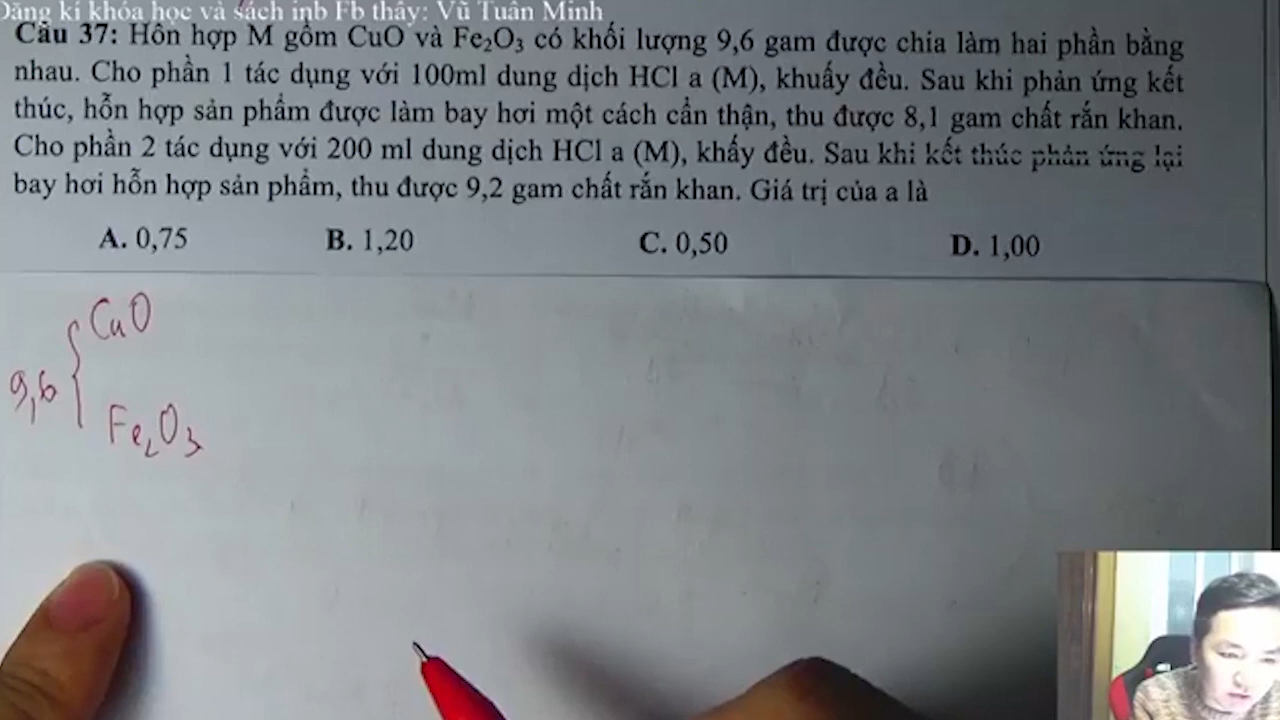 Đăng kí khóa học và sách inb Fb thầy: Vũ Tuấn Minh
Câu 37: Hỗn hợp M gồm CuO và Fe₂O₃ có khối lượng 9,6 gam được chia làm hai phần bằng
nhau. Cho phần 1 tác dụng với 100ml dung dịch HCl a (M), khuấy đều. Sau khi phản ứng kết
thúc, hỗn hợp sản phẩm được làm bay hơi một cách cẩn thận, thu được 8,1 gam chất rắn khan.
Cho phần 2 tác dụng với 200 ml dung dịch HCl a (M), khấy đều. Sau khi kết thúc phản ứng lại
bay hơi hỗn hợp sản phẩm, thu được 9,2 gam chất rắn khan. Giá trị của a là
A. 0,75 B. 1,20 C. 0,50 D. 1,00
CuO
9,6
Fe₂O₃